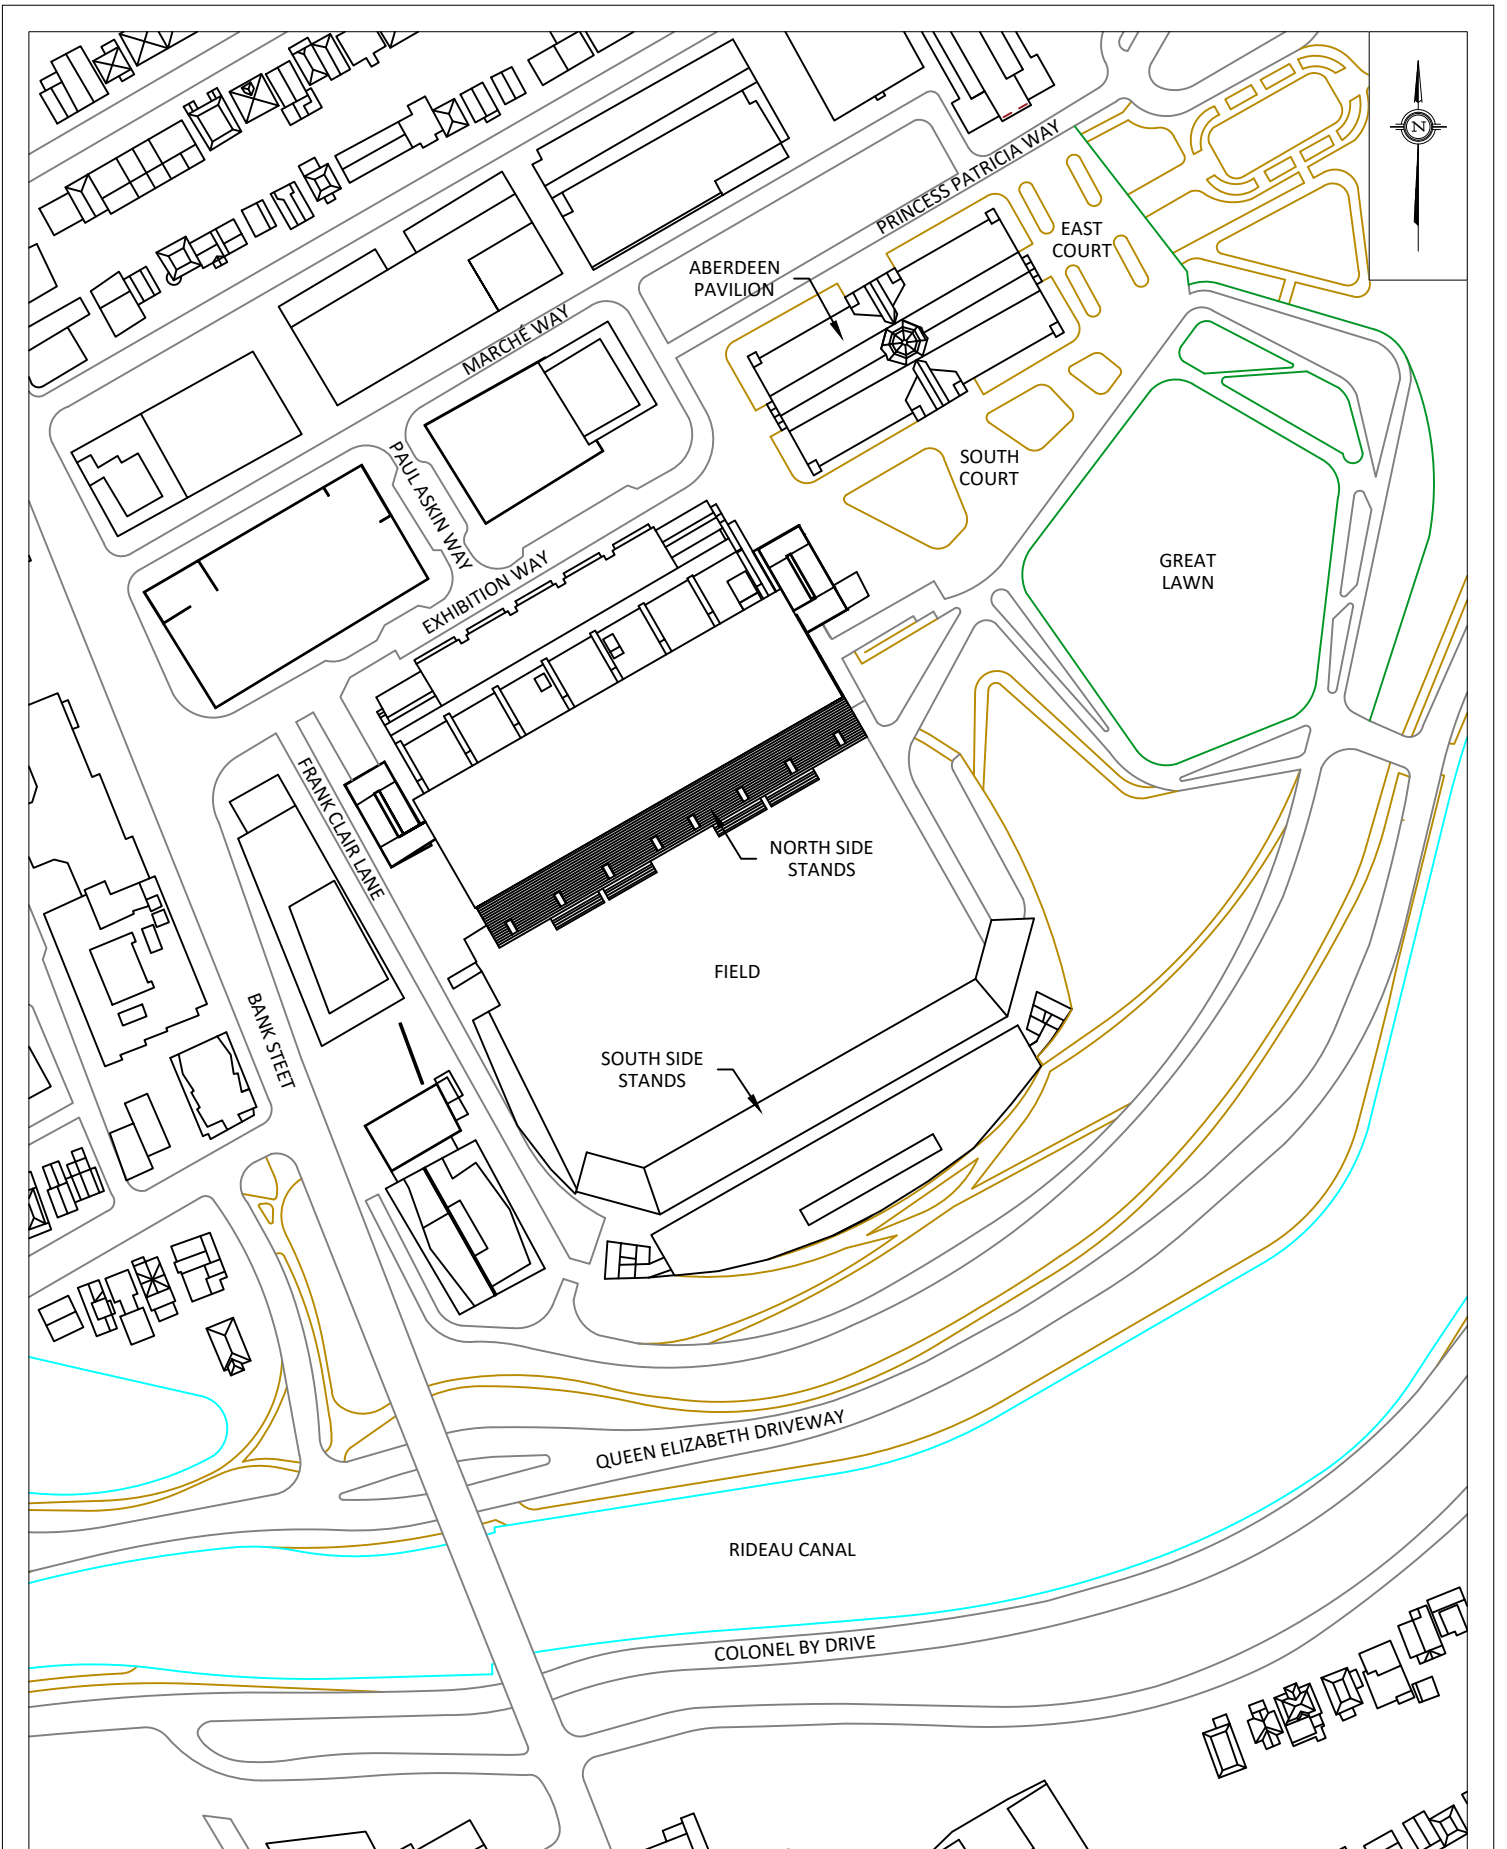 N
PRINCESS PATRICIA WAY
EAST
COURT
ABERDEEN
PAVILION
MARCHÉ WAY
SOUTH
COURT
PAUL ASKIN WAY
GREAT
LAWN
EXHIBITION WAY
FRANK CLAIR LANE
NORTH SIDE
STANDS
FIELD
BANK STEET
SOUTH SIDE
STANDS
QUEEN ELIZABETH DRIVEWAY
RIDEAU CANAL
COLONEL BY DRIVE